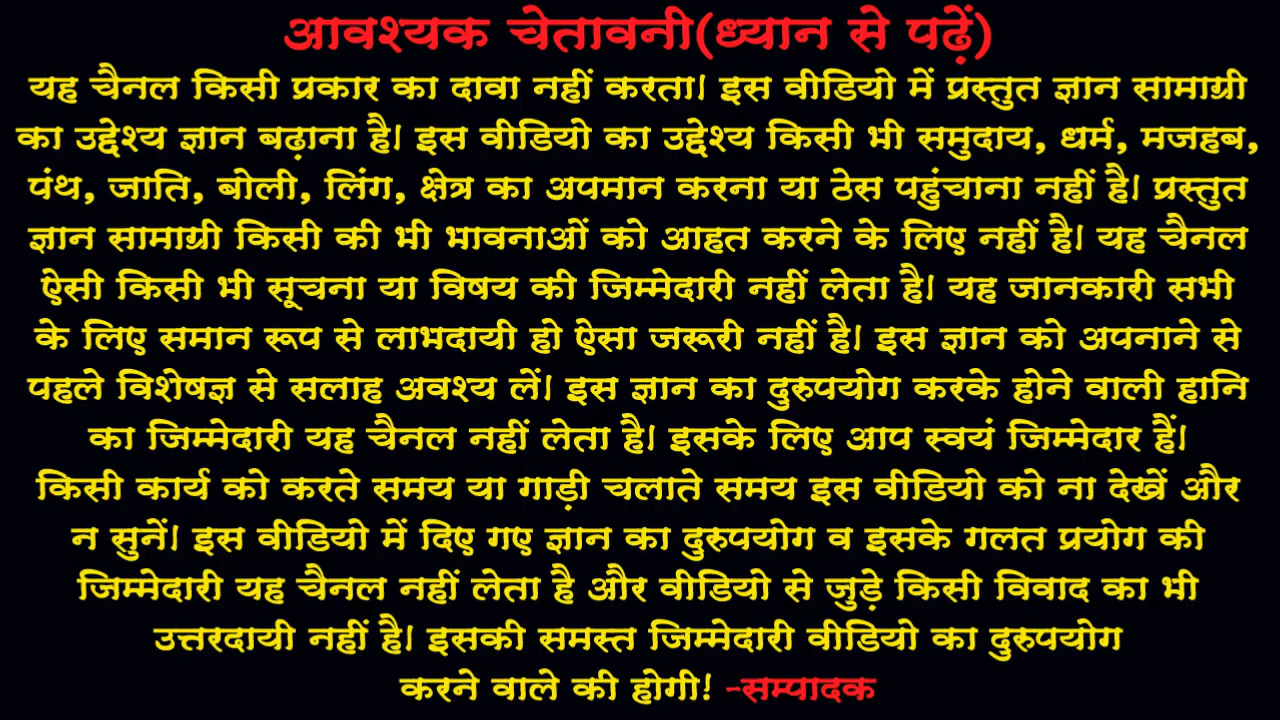 आवश्यक चेतावनी(ध्यान से पढ़ें)
यह चैनल किसी प्रकार का दावा नहीं करता। इस वीडियो में प्रस्तुत ज्ञान सामाग्री
का उद्देश्य ज्ञान बढ़ाना है। इस वीडियो का उद्देश्य किसी भी समुदाय, धर्म, मजहब,
पंथ, जाति, बोली, लिंग, क्षेत्र का अपमान करना या ठेस पहुंचाना नहीं है। प्रस्तुत
ज्ञान सामाग्री किसी की भी भावनाओं को आहत करने के लिए नहीं है। यह चैनल
ऐसी किसी भी सूचना या विषय की जिम्मेदारी नहीं लेता है। यह जानकारी सभी
के लिए समान रूप से लाभदायी हो ऐसा जरूरी नहीं है। इस ज्ञान को अपनाने से
पहले विशेषज्ञ से सलाह अवश्य लें। इस ज्ञान का दुरुपयोग करके होने वाली हानि
का जिम्मेदारी यह चैनल नहीं लेता है। इसके लिए आप स्वयं जिम्मेदार हैं।
किसी कार्य को करते समय या गाड़ी चलाते समय इस वीडियो को ना देखें और
न सुनें। इस वीडियो में दिए गए ज्ञान का दुरुपयोग व इसके गलत प्रयोग की
जिम्मेदारी यह चैनल नहीं लेता है और वीडियो से जुड़े किसी विवाद का भी
उत्तरदायी नहीं है। इसकी समस्त जिम्मेदारी वीडियो का दुरुपयोग
करने वाले की होगी! -सम्पादक